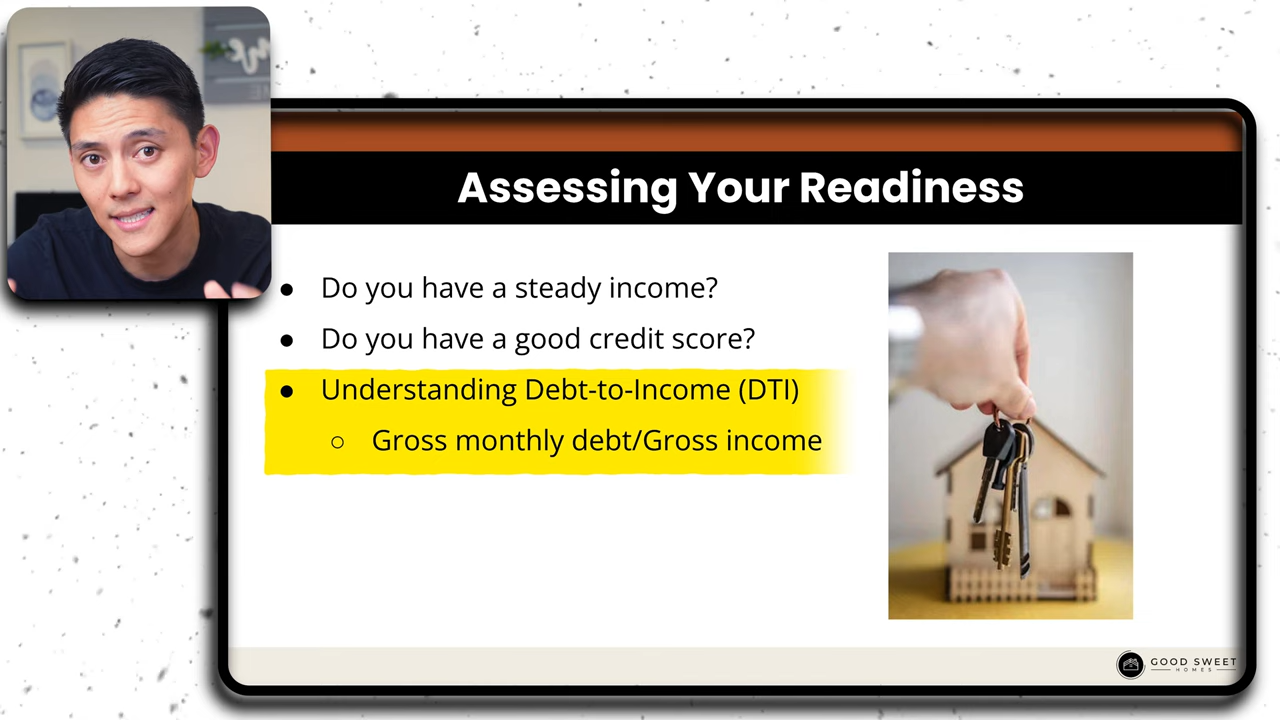 Assessing Your Readiness
● Do you have a steady income?
● Do you have a good credit score?
● Understanding Debt-to-Income (DTI)
○ Gross monthly debt/Gross income
GOOD SWEET
HOMES